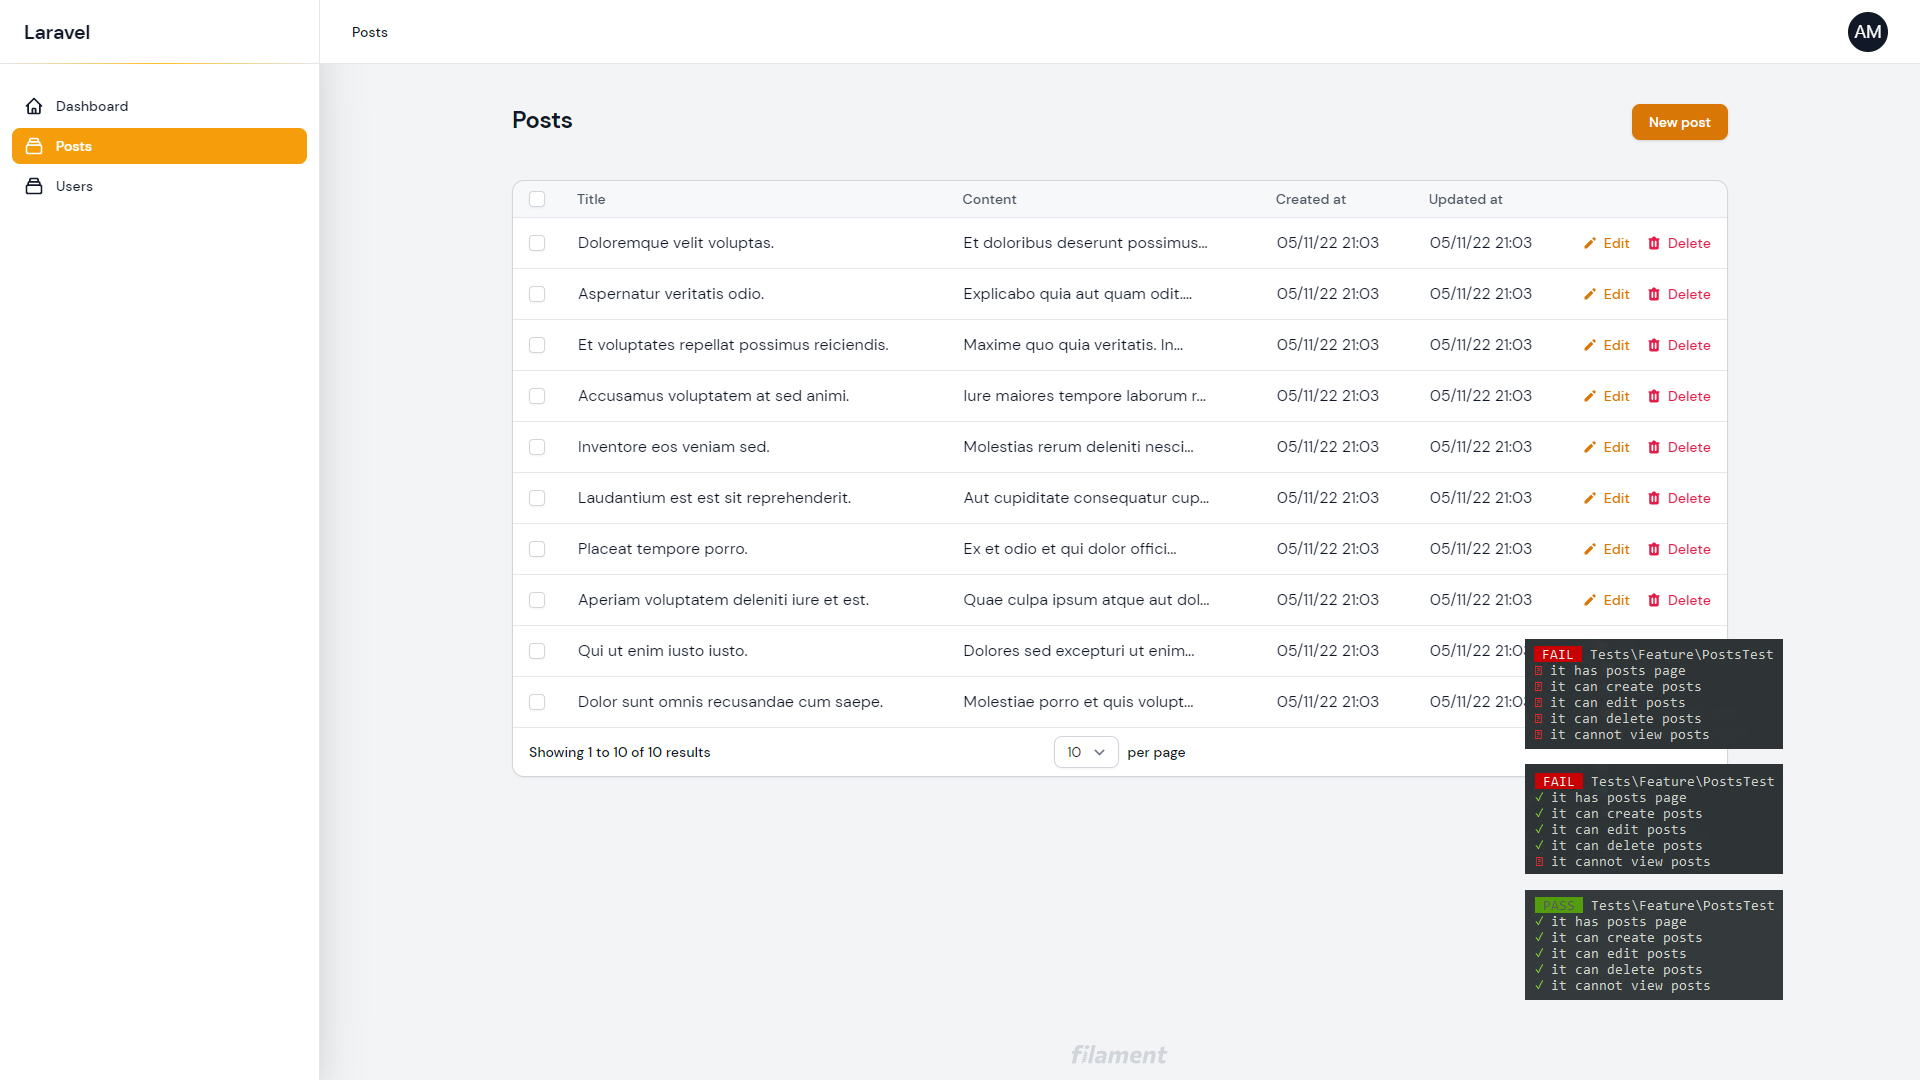 Laravel
Posts
AM
Dashboard
Posts
Users
Posts
New post
Title Content Created at Updated at
Doloremque velit voluptas. Et doloribus deserunt possimus... 05/11/22 21:03 05/11/22 21:03 Edit Delete
Aspernatur veritatis odio. Explicabo quia aut quam odit.... 05/11/22 21:03 05/11/22 21:03 Edit Delete
Et voluptates repellat possimus reiciendis. Maxime quo quia veritatis. In... 05/11/22 21:03 05/11/22 21:03 Edit Delete
Accusamus voluptatem at sed animi. Iure maiores tempore laborum r... 05/11/22 21:03 05/11/22 21:03 Edit Delete
Inventore eos veniam sed. Molestias rerum deleniti nesci... 05/11/22 21:03 05/11/22 21:03 Edit Delete
Laudantium est est sit reprehenderit. Aut cupiditate consequatur cup... 05/11/22 21:03 05/11/22 21:03 Edit Delete
Placeat tempore porro. Ex et odio et qui dolor offici... 05/11/22 21:03 05/11/22 21:03 Edit Delete
Aperiam voluptatem deleniti iure et est. Quae culpa ipsum atque aut dol... 05/11/22 21:03 05/11/22 21:03 Edit Delete
Qui ut enim iusto iusto. Dolores sed excepturi ut enim... 05/11/22 21:03 05/11/22 21:03
Dolor sunt omnis recusandae cum saepe. Molestiae porro et quis volupt... 05/11/22 21:03 05/11/22 21:03
Showing 1 to 10 of 10 results 10 per page
FAIL Tests\Feature\PostsTest
it has posts page
it can create posts
it can edit posts
it can delete posts
it cannot view posts
FAIL Tests\Feature\PostsTest
✓ it has posts page
✓ it can create posts
✓ it can edit posts
✓ it can delete posts
it cannot view posts
PASS Tests\Feature\PostsTest
✓ it has posts page
✓ it can create posts
✓ it can edit posts
✓ it can delete posts
✓ it cannot view posts
filament